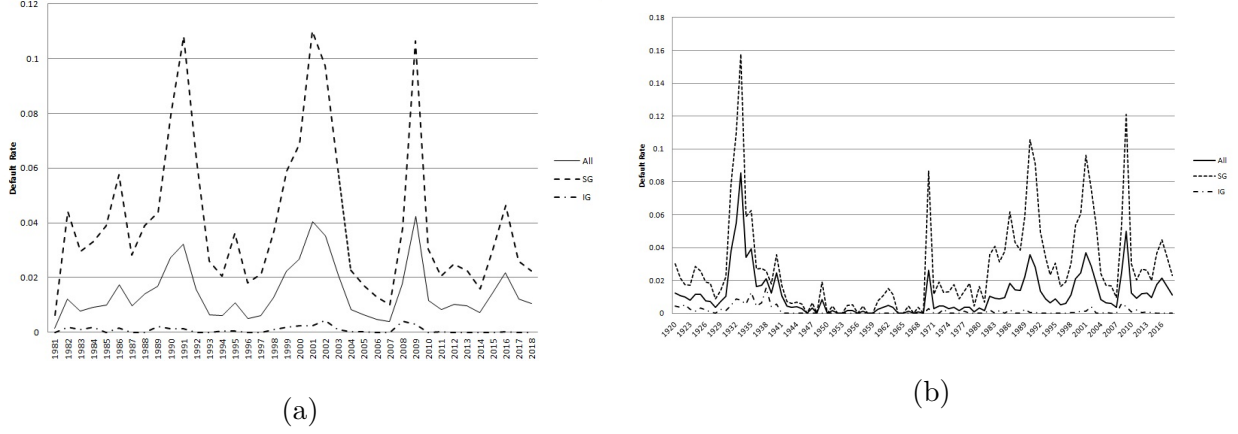 0.12
0.1
0.08
0.06
0.04
0.02
0
Default Rate
1981 1982 1983 1984 1985 1986 1987 1988 1989 1990 1991 1992 1993 1994 1995 1996 1997 1998 1999 2000 2001 2002 2003 2004 2005 2006 2007 2008 2009 2010 2011 2012 2013 2014 2015 2016 2017 2018
All
SG
IG
(a)
0.18
0.16
0.14
0.12
0.1
0.08
0.06
0.04
0.02
0
Default Rate
1920 1923 1926 1929 1932 1935 1938 1941 1944 1947 1950 1953 1956 1959 1962 1965 1968 1971 1974 1977 1980 1983 1986 1989 1992 1995 1998 2001 2004 2007 2010 2013 2016
All
SG
IG
(b)